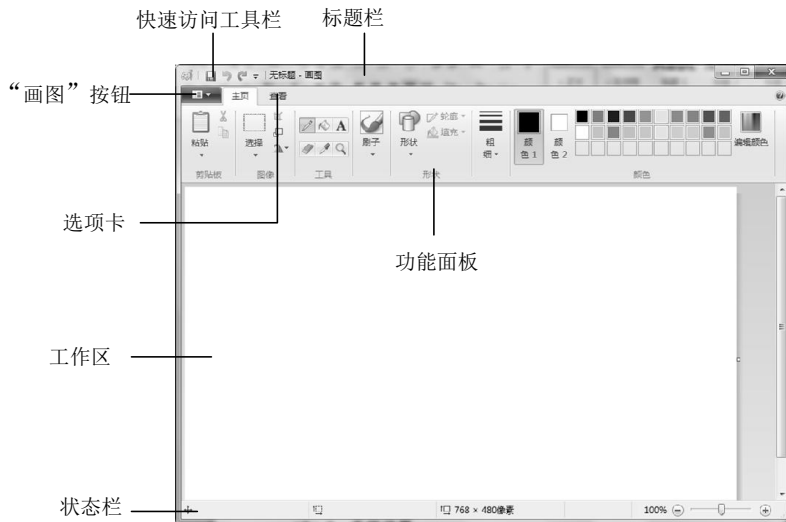 快速访问工具栏 标题栏
无标题 - 画图
“画图”按钮
主页 查看
粘贴 选择 A 刷子 形状 轮廓 填充 粗细 颜色 1 颜色 2 编辑颜色
剪贴板 图像 工具 形状 颜色
选项卡
功能面板
工作区
状态栏
768 × 480像素 100%